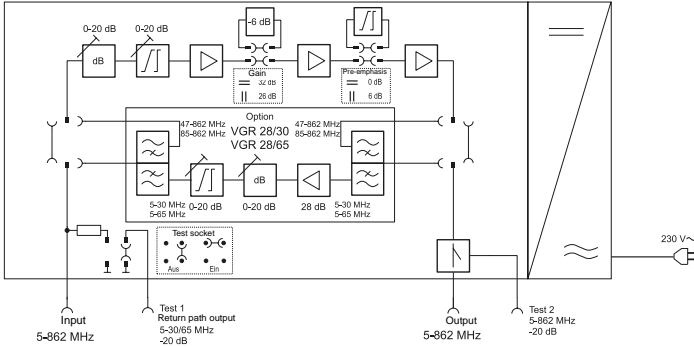 -6 dB
0-20 dB
0-20 dB
dB
Gain
32 dB
26 dB
Pre-emphasis
0 dB
6 dB
Option
VGR 28/30
VGR 28/65
47-862 MHz
85-862 MHz
47-862 MHz
85-862 MHz
dB
5-30 MHz
5-65 MHz
0-20 dB
0-20 dB
28 dB
5-30 MHz
5-65 MHz
Test socket
Aus
Ein
230 V~
Input
5-862 MHz
Test 1
Return path output
5-30/65 MHz
-20 dB
Output
5-862 MHz
Test 2
5-862 MHz
-20 dB